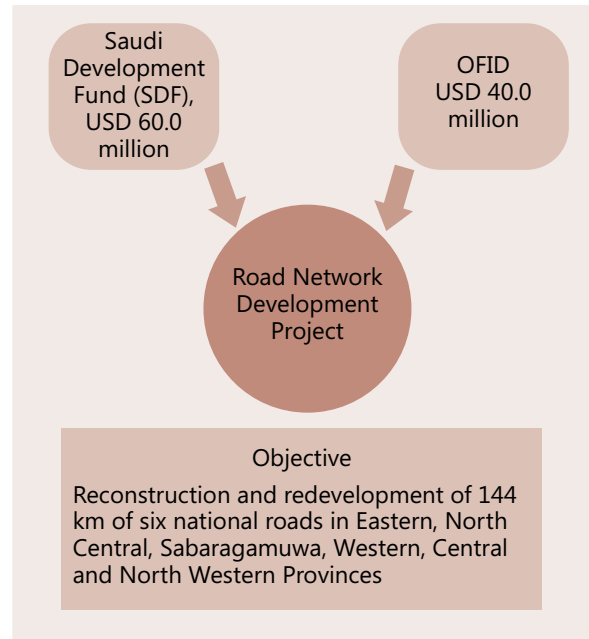 Saudi
Development
Fund (SDF),
USD 60.0
million
OFID
USD 40.0
million
Road Network
Development
Project
Objective
Reconstruction and redevelopment of 144
km of six national roads in Eastern, North
Central, Sabaragamuwa, Western, Central
and North Western Provinces